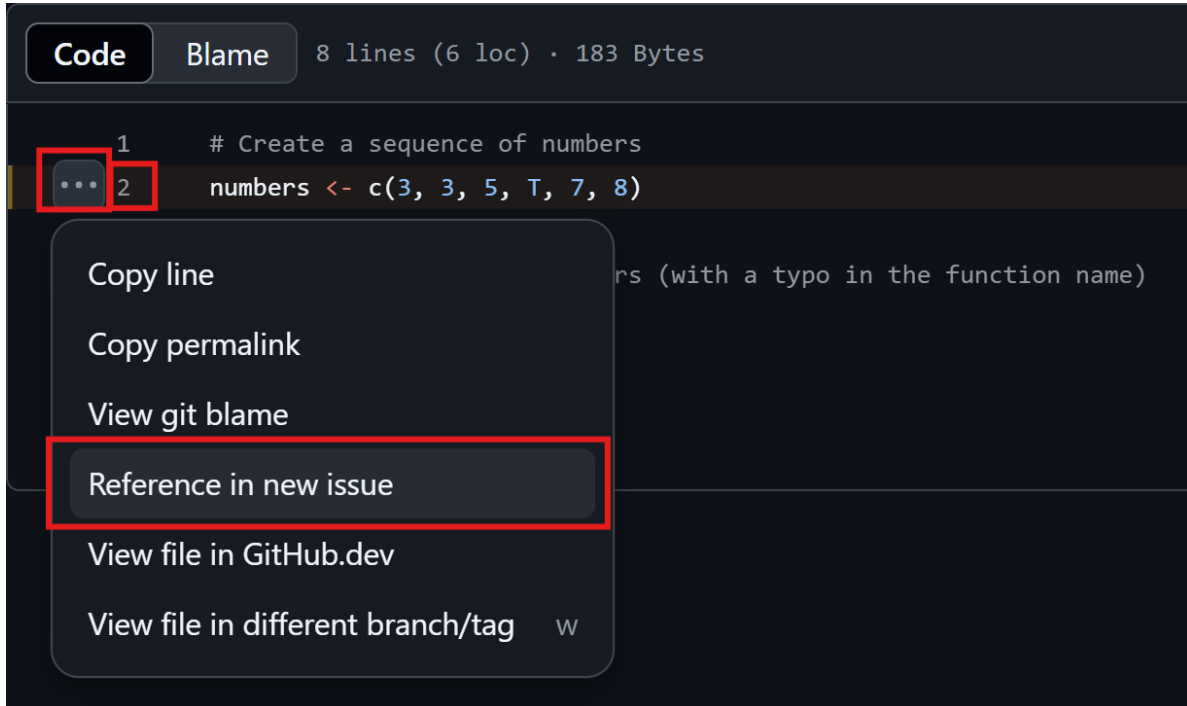 Code Blame 8 lines (6 loc) · 183 Bytes
1 # Create a sequence of numbers
2 numbers <- c(3, 3, 5, T, 7, 8)
(with a typo in the function name)
Copy line
Copy permalink
View git blame
Reference in new issue
View file in GitHub.dev
View file in different branch/tag w